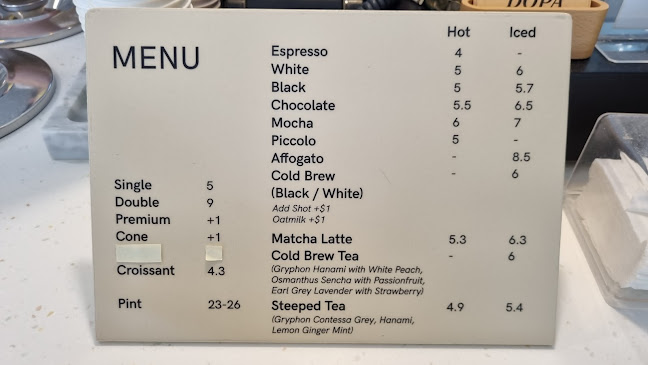 DOPA
MENU
Single 5
Double 9
Premium +1
Cone +1
Croissant 4.3
Pint 23-26
Hot Iced
Espresso 4 -
White 5 6
Black 5 5.7
Chocolate 5.5 6.5
Mocha 6 7
Piccolo 5 -
Affogato - 8.5
Cold Brew - 6
(Black / White)
Add Shot +$1
Oatmilk +$1
Matcha Latte 5.3 6.3
Cold Brew Tea - 6
(Gryphon Hanami with White Peach,
Osmanthus Sencha with Passionfruit,
Earl Grey Lavender with Strawberry)
Steeped Tea 4.9 5.4
(Gryphon Contessa Grey, Hanami,
Lemon Ginger Mint)